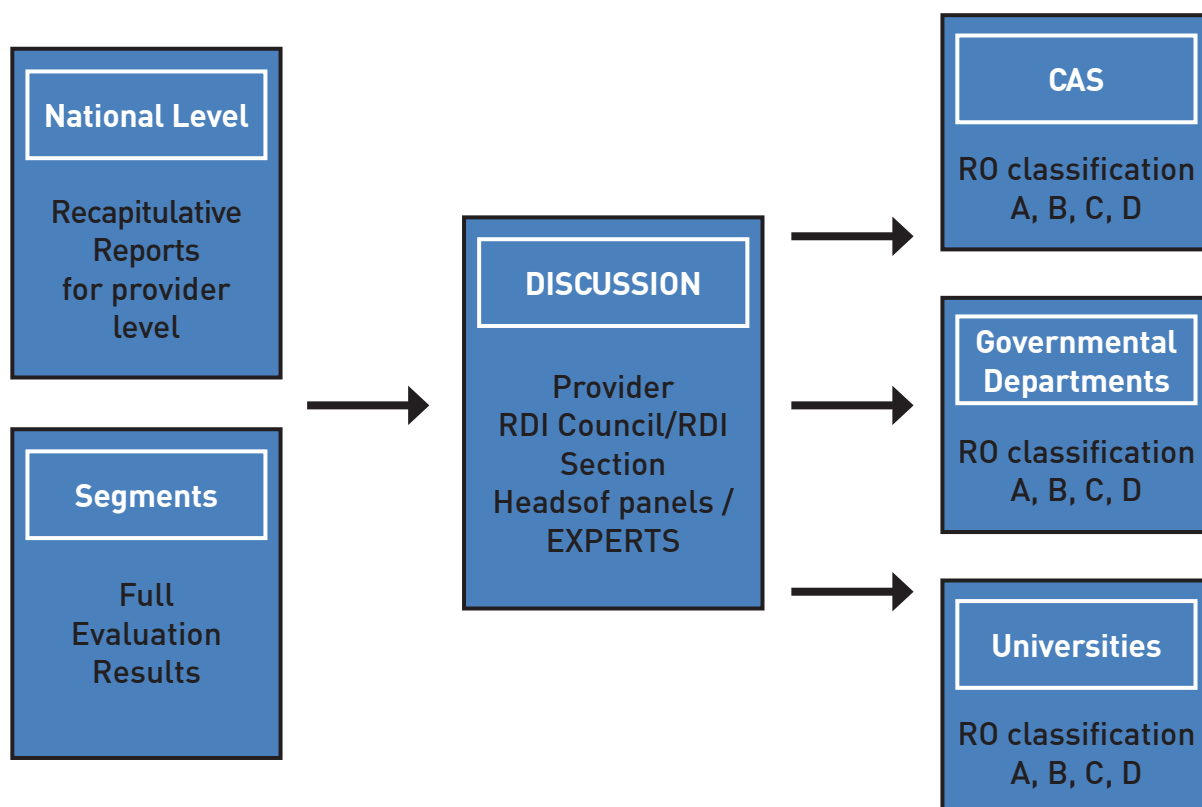 National Level
Recapitulative
Reports
for provider
level
Segments
Full
Evaluation
Results
DISCUSSION
Provider
RDI Council/RDI
Section
Headsof panels /
EXPERTS
CAS
RO classification
A, B, C, D
Governmental
Departments
RO classification
A, B, C, D
Universities
RO classification
A, B, C, D